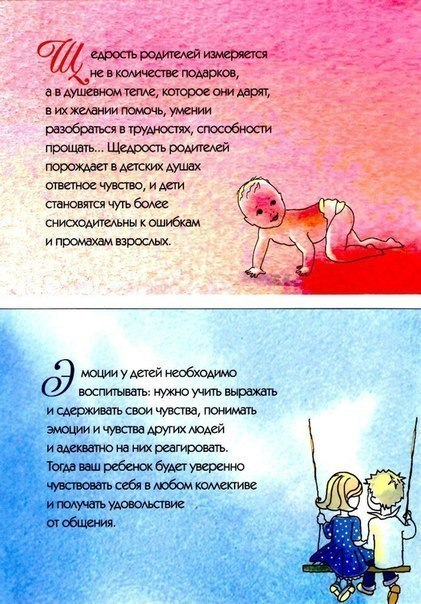 Щедрость родителей измеряется
не в количестве подарков,
а в душевном тепле, которое они дарят,
в их желании помочь, умении
разобраться в трудностях, способности
прощать... Щедрость родителей
порождает в детских душах
ответное чувство, и дети
становятся чуть более
снисходительны к ошибкам
и промахам взрослых.
Эмоции у детей необходимо
воспитывать: нужно учить выражать
и сдерживать свои чувства, понимать
эмоции и чувства других людей
и адекватно на них реагировать.
Тогда ваш ребенок будет уверенно
чувствовать себя в любом коллективе
и получать удовольствие
от общения.